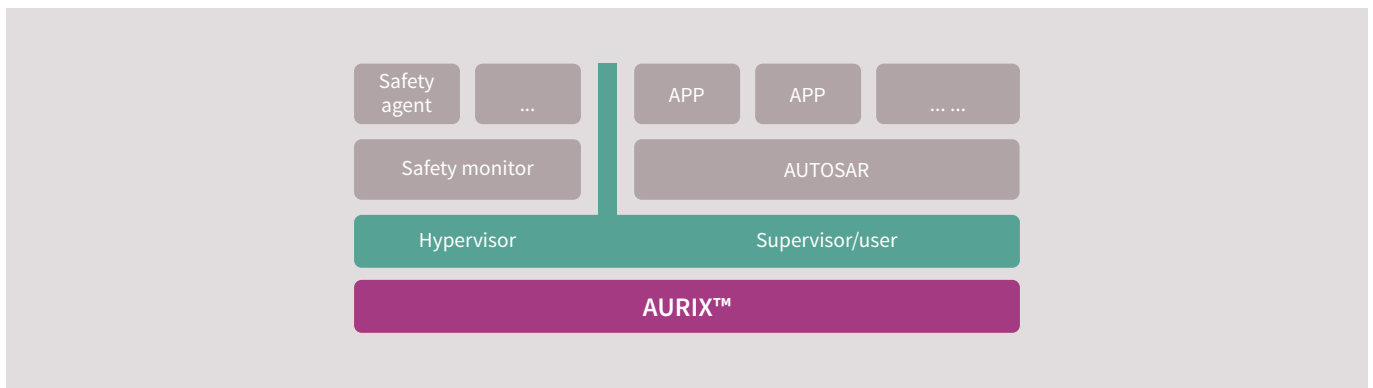 Safety
agent
...
APP
APP
... ...
Safety monitor
AUTOSAR
Hypervisor
Supervisor/user
AURIX™